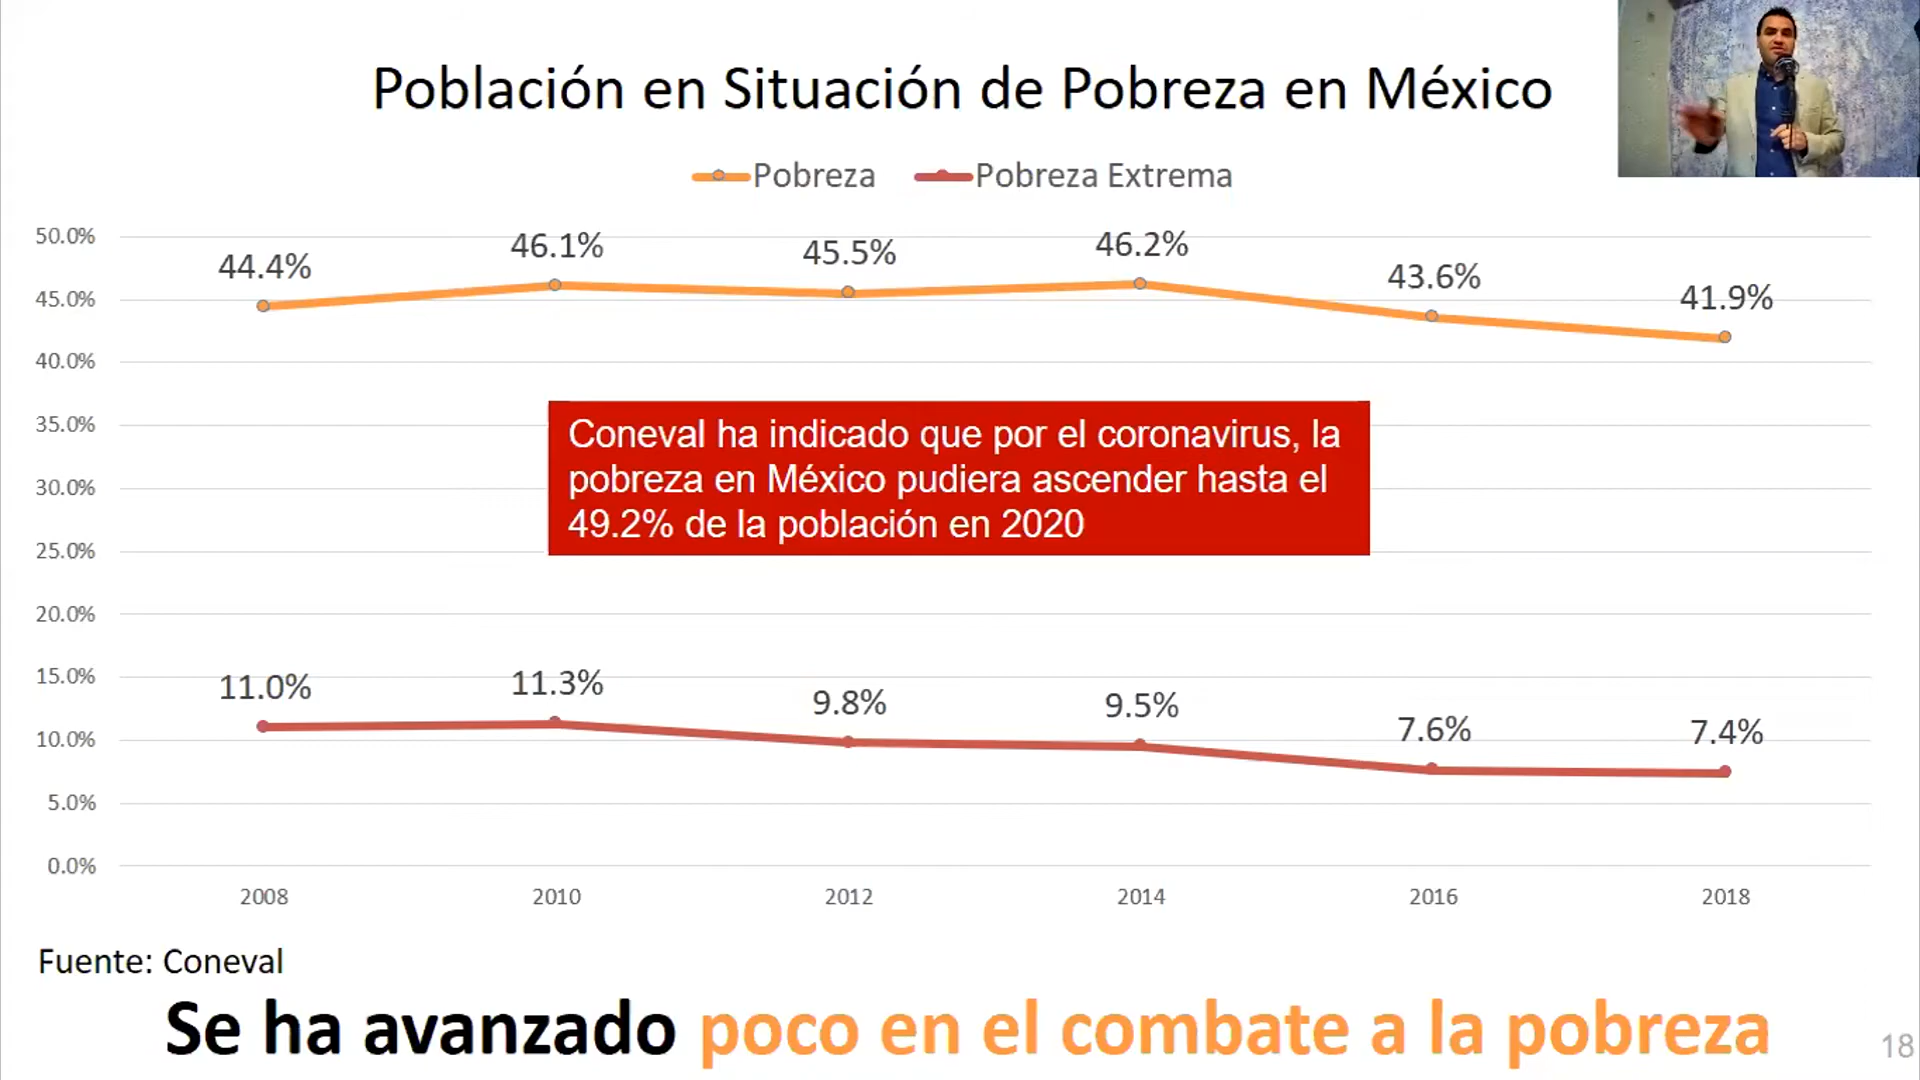 Población en Situación de Pobreza en México
Pobreza Pobreza Extrema
50.0%
45.0%
40.0%
35.0%
30.0%
25.0%
20.0%
15.0%
10.0%
5.0%
0.0%
44.4% 46.1% 45.5% 46.2% 43.6% 41.9%
Coneval ha indicado que por el coronavirus, la
pobreza en México pudiera ascender hasta el
49.2% de la población en 2020
11.0% 11.3% 9.8% 9.5% 7.6% 7.4%
2008 2010 2012 2014 2016 2018
Fuente: Coneval
Se ha avanzado poco en el combate a la pobreza
18